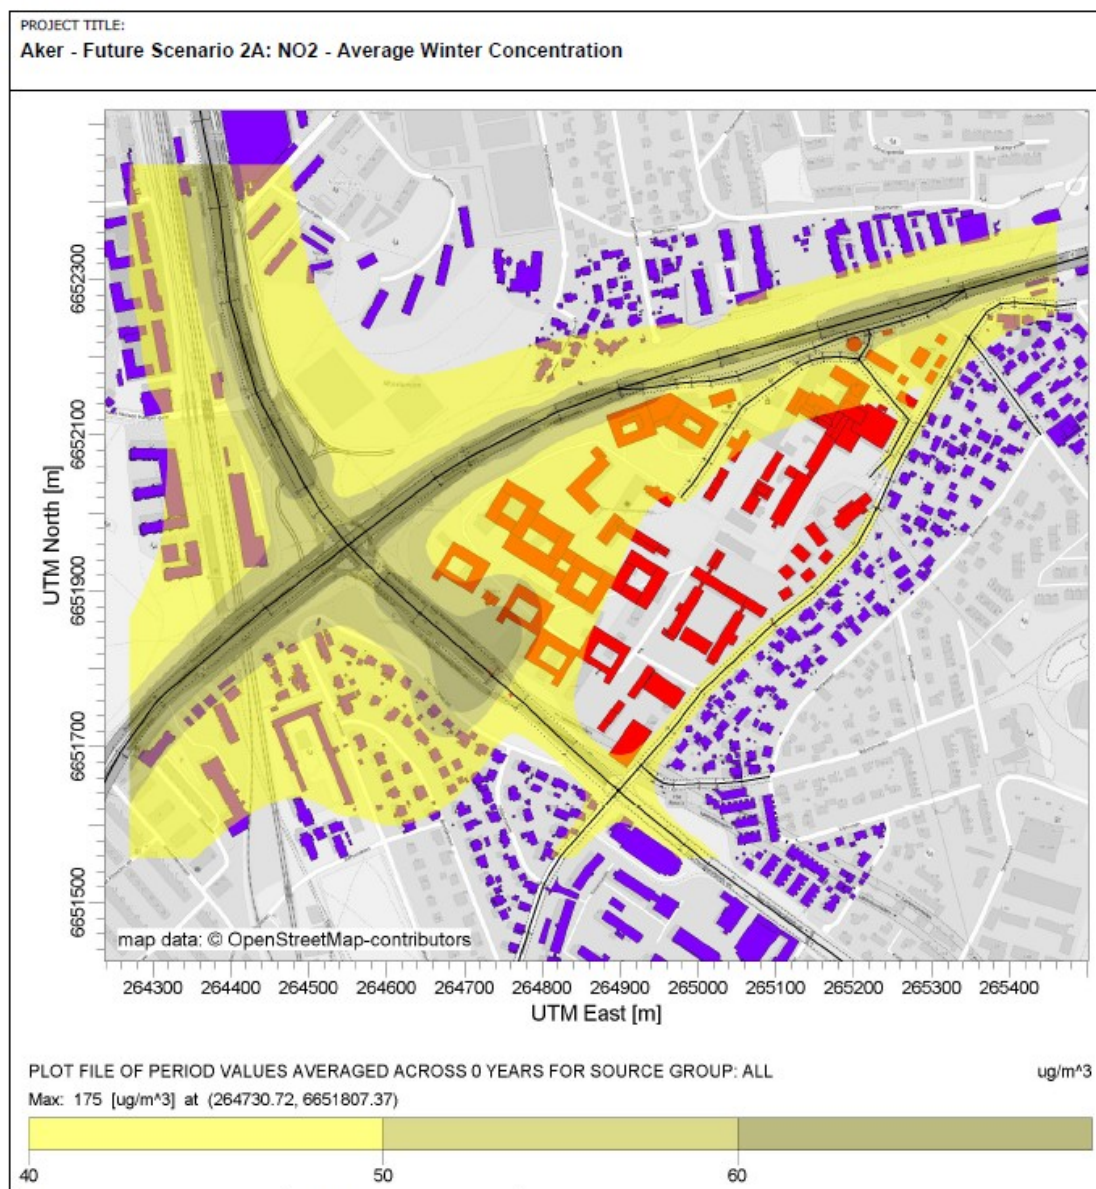 PROJECT TITLE:
Aker - Future Scenario 2A: NO2 - Average Winter Concentration
UTM North [m]
6652300
6652100
6651900
6651700
6651500
map data: © OpenStreetMap-contributors
264300 264400 264500 264600 264700 264800 264900 265000 265100 265200 265300 265400
UTM East [m]
PLOT FILE OF PERIOD VALUES AVERAGED ACROSS 0 YEARS FOR SOURCE GROUP: ALL ug/m^3
Max: 175 [ug/m^3] at (264730.72, 6651807.37)
40 50 60